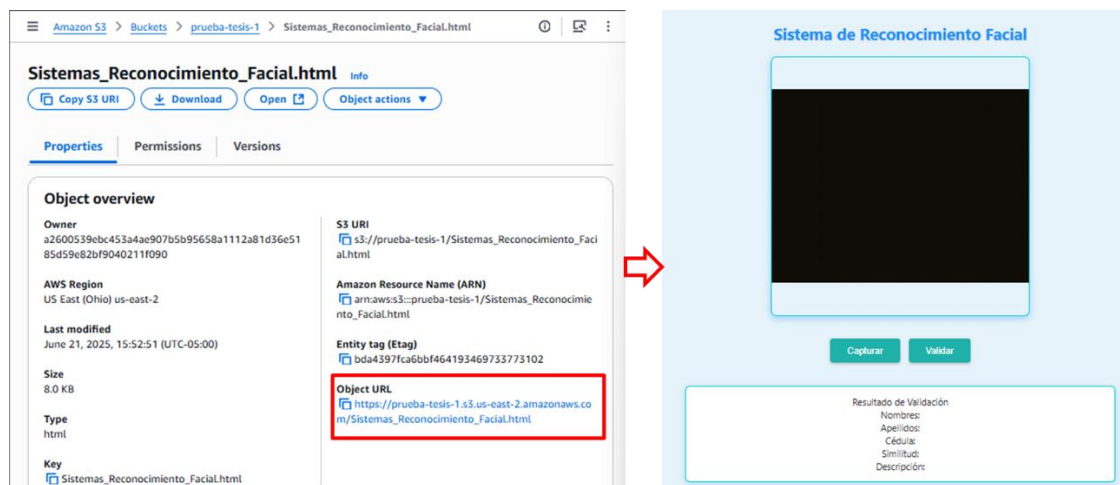 Amazon S3 > Buckets > prueba-tesis-1 > Sistemas_Reconocimiento_Facial.html
Sistemas_Reconocimiento_Facial.html Info
Copy S3 URI Download Open Object actions
Properties Permissions Versions
Object overview
Owner
a2600539ebc453a4ae907b5b95658a1112a81d36e51
85d59e82bf9040211f090
AWS Region
US East (Ohio) us-east-2
Last modified
June 21, 2025, 15:52:51 (UTC-05:00)
Size
8.0 KB
Type
html
Key
Sistemas_Reconocimiento_Facial.html
S3 URI
s3://prueba-tesis-1/Sistemas_Reconocimiento_Faci
al.html
Amazon Resource Name (ARN)
arn:aws:s3:::prueba-tesis-1/Sistemas_Reconocimie
nto_Facial.html
Entity tag (Etag)
bda4397fca6bbf464193469733773102
Object URL
https://prueba-tesis-1.s3.us-east-2.amazonaws.co
m/Sistemas_Reconocimiento_Facial.html
Sistema de Reconocimiento Facial
Capturar Validar
Resultado de Validación
Nombres:
Apellidos:
Cédula:
Similitud:
Descripción: